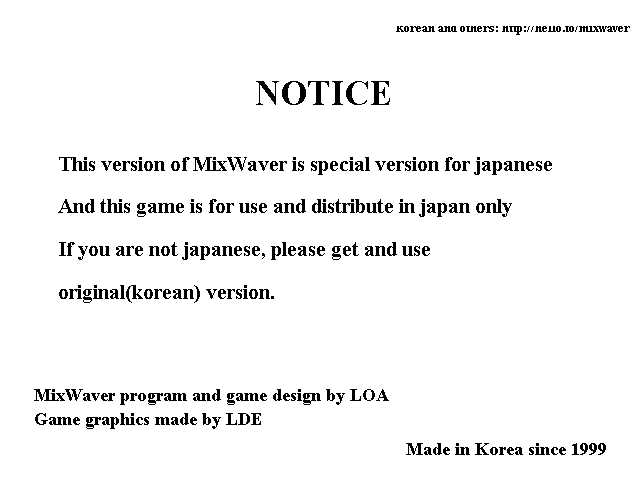 Korean and others: http://hello.to/mixwaver
NOTICE
This version of MixWaver is special version for japanese
And this game is for use and distribute in japan only
If you are not japanese, please get and use
original(korean) version.
MixWaver program and game design by LOA
Game graphics made by LDE
Made in Korea since 1999